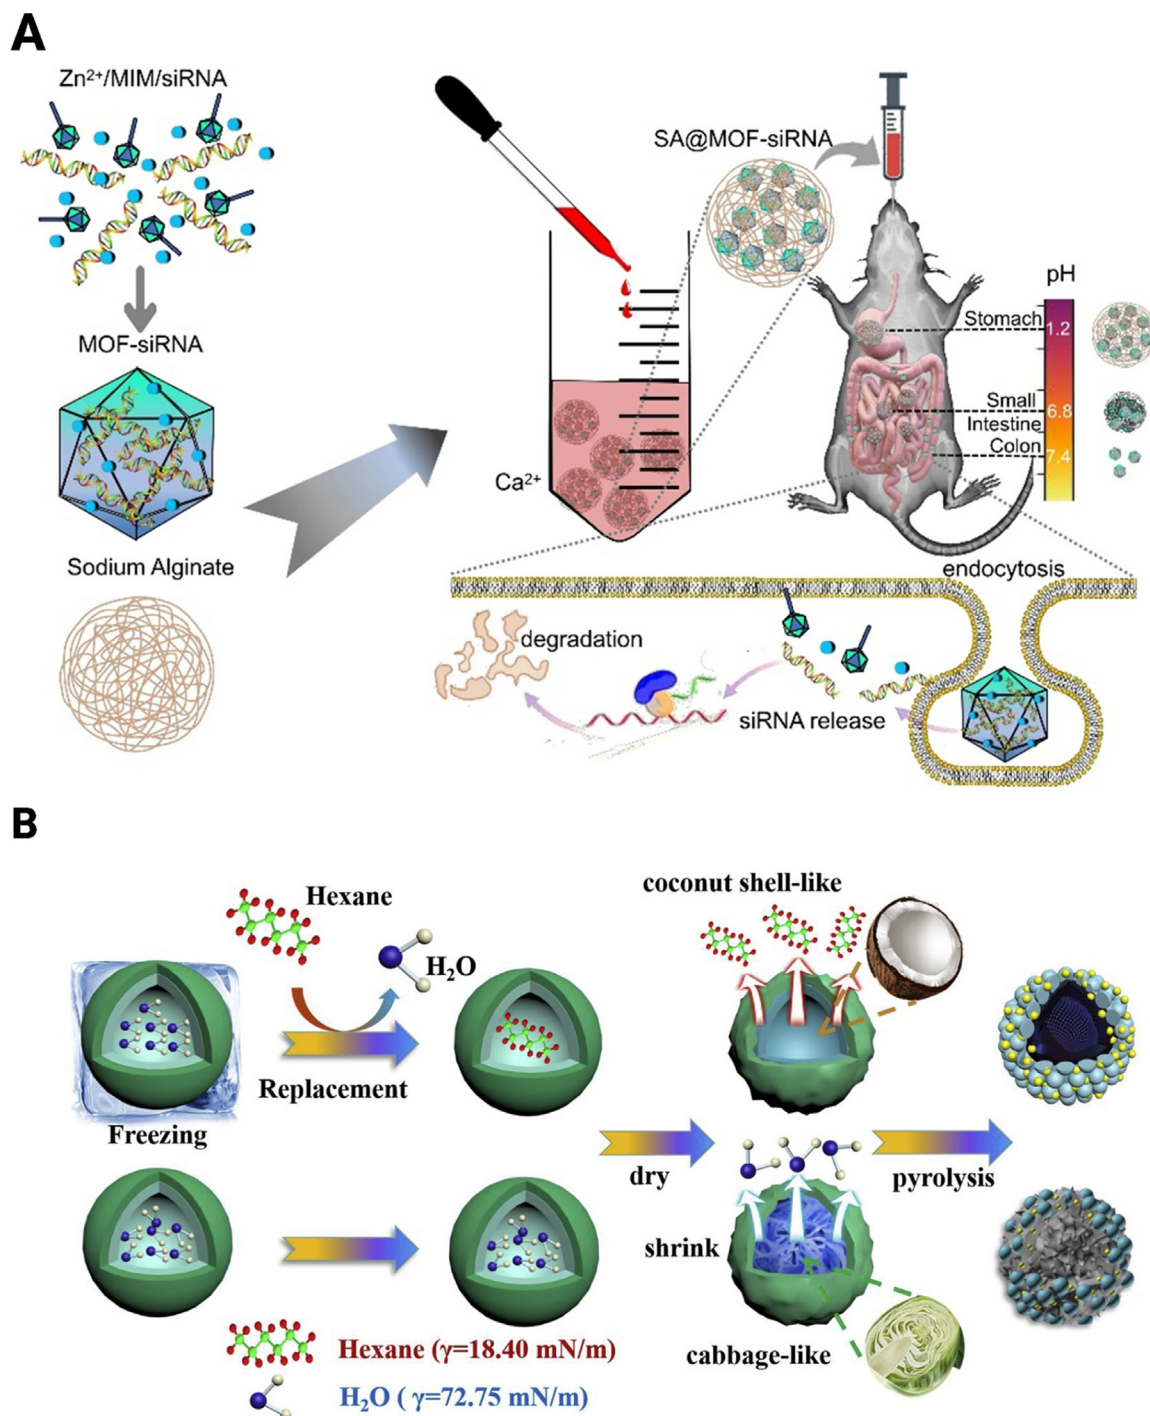 A
Zn²⁺/MIM/siRNA
MOF-siRNA
Sodium Alginate
Ca²⁺
SA@MOF-siRNA
pH
Stomach
1.2
Small
6.8
Intestine
Colon
7.4
endocytosis
degradation
siRNA release
B
Hexane
H₂O
Replacement
Freezing
coconut shell-like
dry
pyrolysis
shrink
cabbage-like
Hexane (γ=18.40 mN/m)
H₂O ( γ=72.75 mN/m)